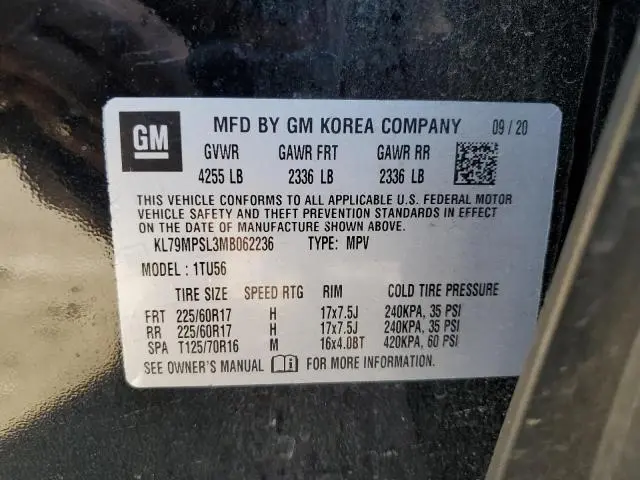 GM MFD BY GM KOREA COMPANY 09/20
GVWR GAWR FRT GAWR RR
4255 LB 2336 LB 2336 LB
THIS VEHICLE CONFORMS TO ALL APPLICABLE U.S. FEDERAL MOTOR
VEHICLE SAFETY AND THEFT PREVENTION STANDARDS IN EFFECT
ON THE DATE OF MANUFACTURE SHOWN ABOVE.
KL79MPSL3MB062236 TYPE: MPV
MODEL: 1TU56
TIRE SIZE SPEED RTG RIM COLD TIRE PRESSURE
FRT 225/60R17 H 17x7.5J 240KPA, 35 PSI
RR 225/60R17 H 17x7.5J 240KPA, 35 PSI
SPA T125/70R16 M 16x4.0BT 420KPA, 60 PSI
SEE OWNER'S MANUAL i FOR MORE INFORMATION